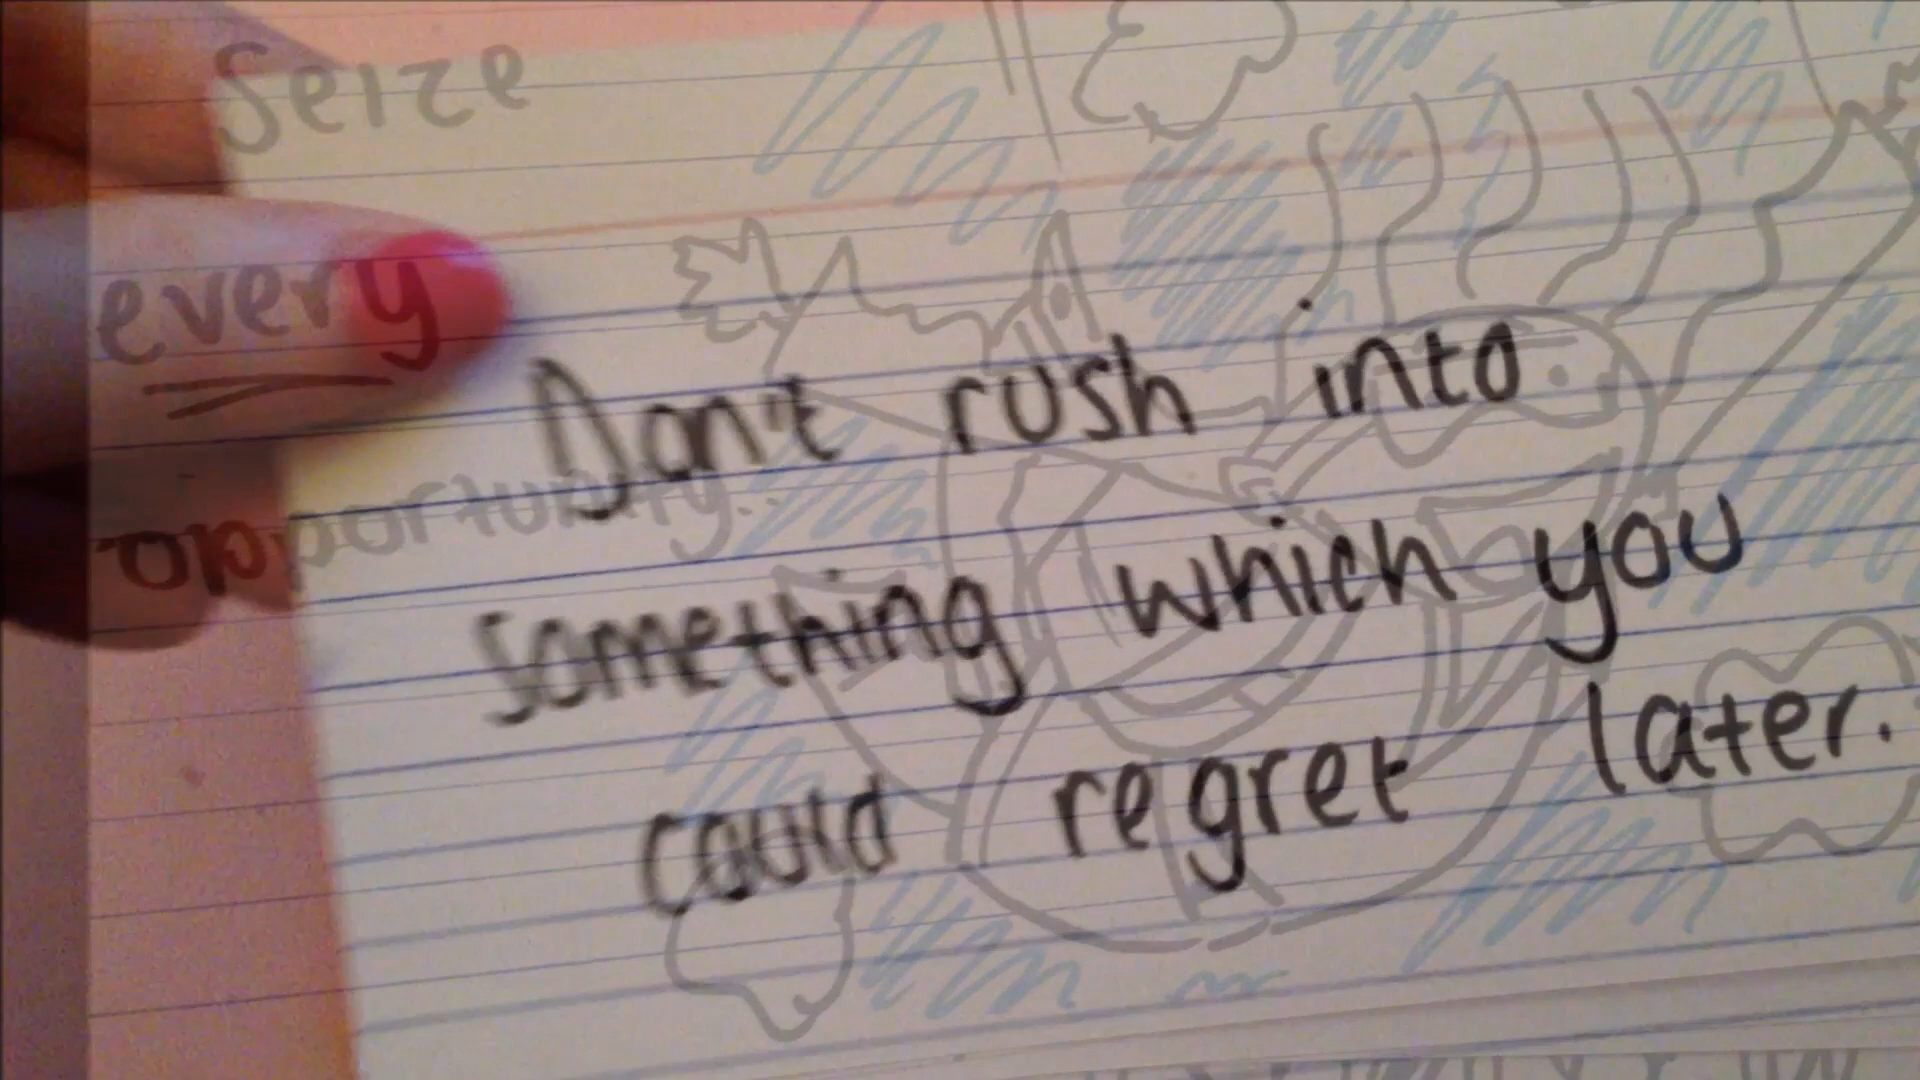 Seize
every
opportunity...
Don't rush into
something which you
could regret later.